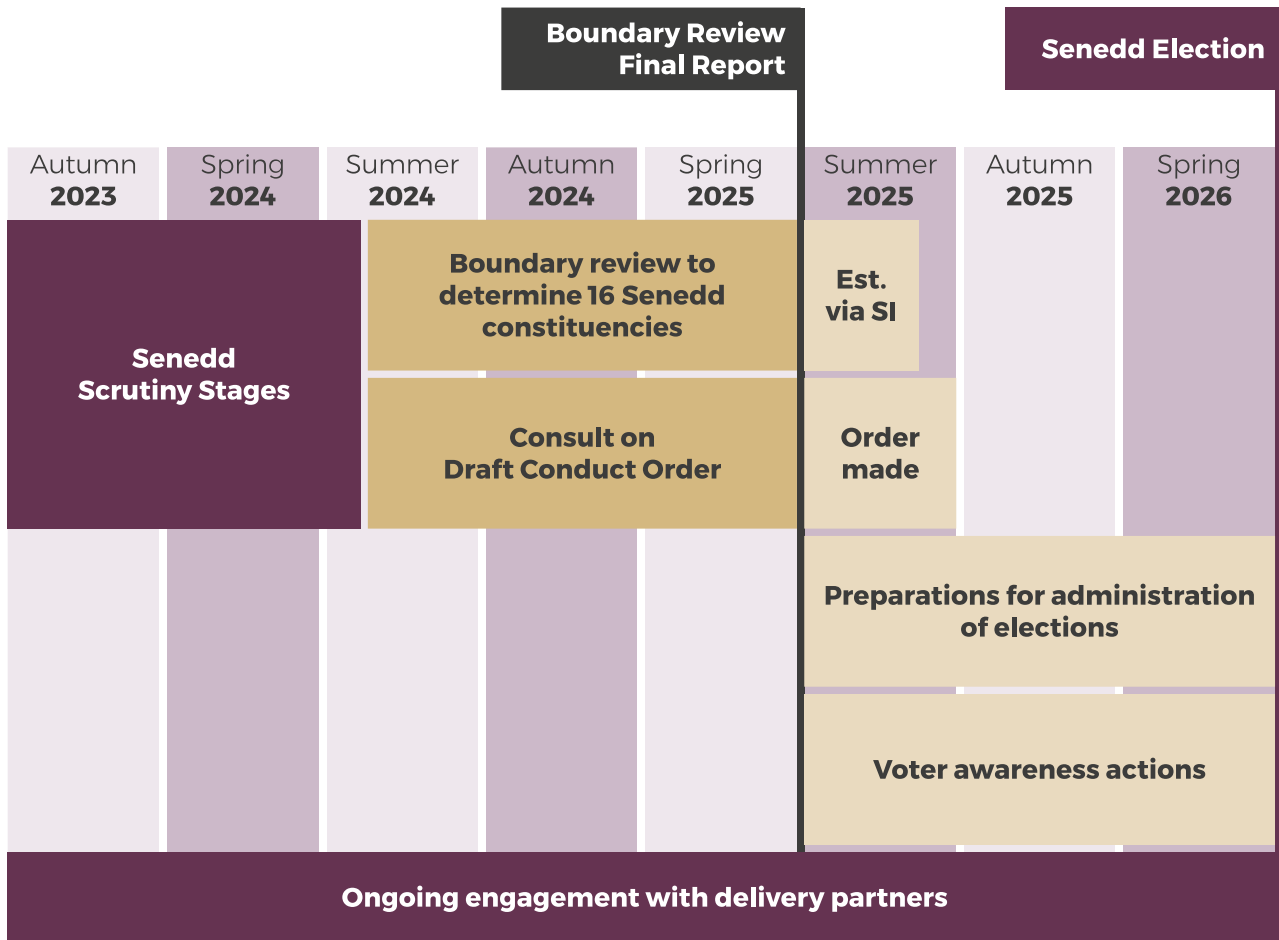 Boundary Review
Final Report
Senedd Election
Autumn
2023
Spring
2024
Summer
2024
Autumn
2024
Spring
2025
Summer
2025
Autumn
2025
Spring
2026
Senedd
Scrutiny Stages
Boundary review to
determine 16 Senedd
constituencies
Est.
via SI
Consult on
Draft Conduct Order
Order
made
Preparations for administration
of elections
Voter awareness actions
Ongoing engagement with delivery partners